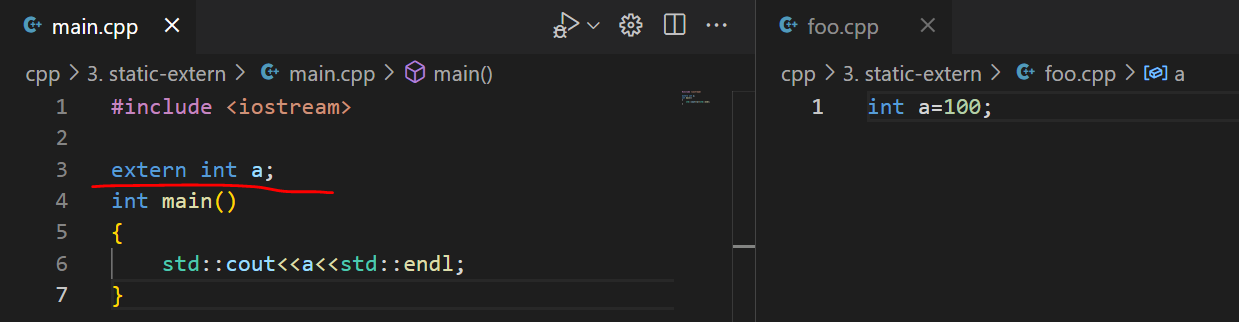 main.cpp
cpp > 3. static-extern > main.cpp > main()
1 #include <iostream>
2
3 extern int a;
4 int main()
5 {
6     std::cout<<a<<std::endl;
7 }
foo.cpp
cpp > 3. static-extern > foo.cpp > a
1 int a=100;